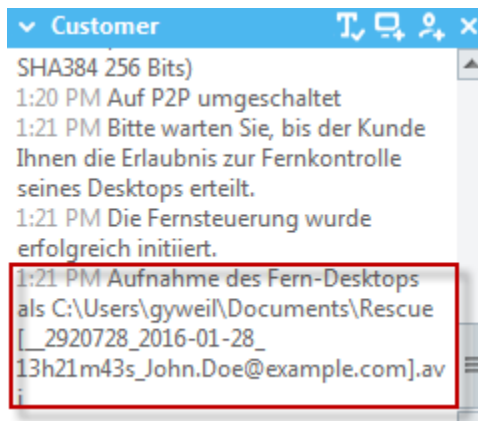 Customer
SHA384 256 Bits)
1:20 PM Auf P2P umgeschaltet
1:21 PM Bitte warten Sie, bis der Kunde
Ihnen die Erlaubnis zur Fernkontrolle
seines Desktops erteilt.
1:21 PM Die Fernsteuerung wurde
erfolgreich initiiert.
1:21 PM Aufnahme des Fern-Desktops
als C:\Users\gyweil\Documents\Rescue
[__2920728_2016-01-28_
13h21m43s_John.Doe@example.com].av
i